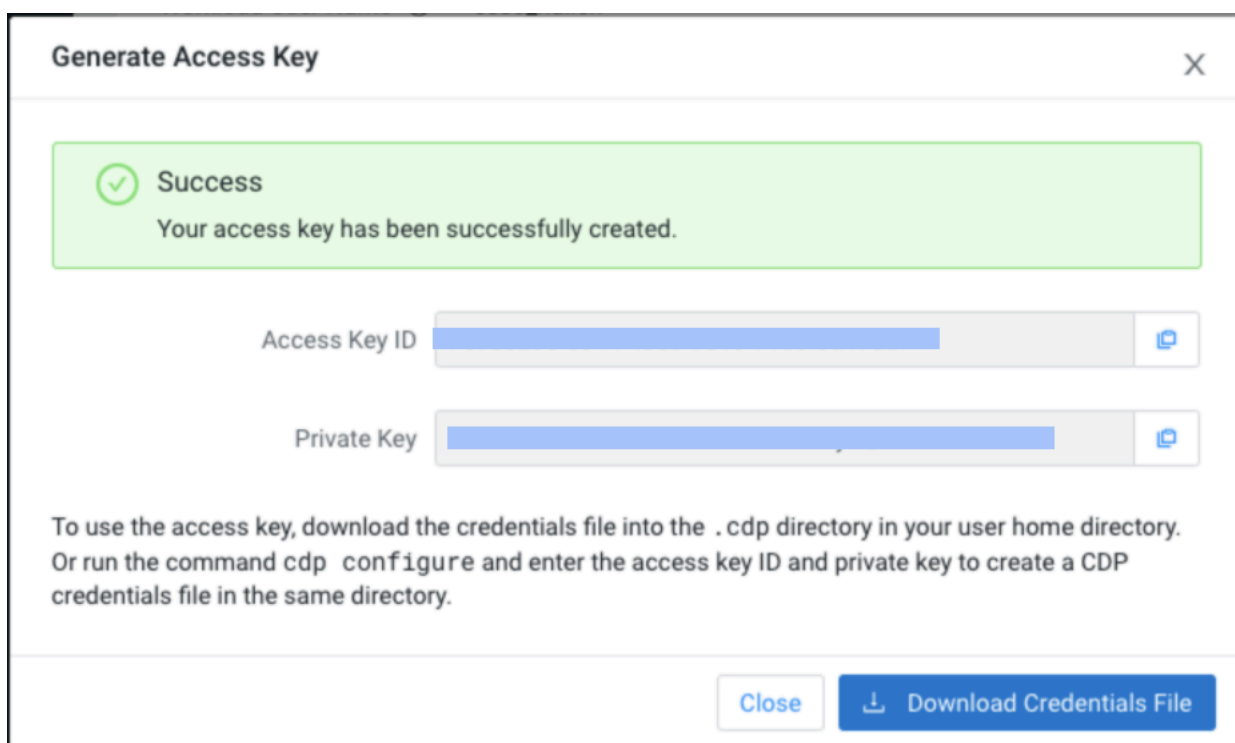 Generate Access Key
X
Success
Your access key has been successfully created.
Access Key ID
Private Key
To use the access key, download the credentials file into the .cdp directory in your user home directory.
Or run the command cdp configure and enter the access key ID and private key to create a CDP
credentials file in the same directory.
Close
Download Credentials File